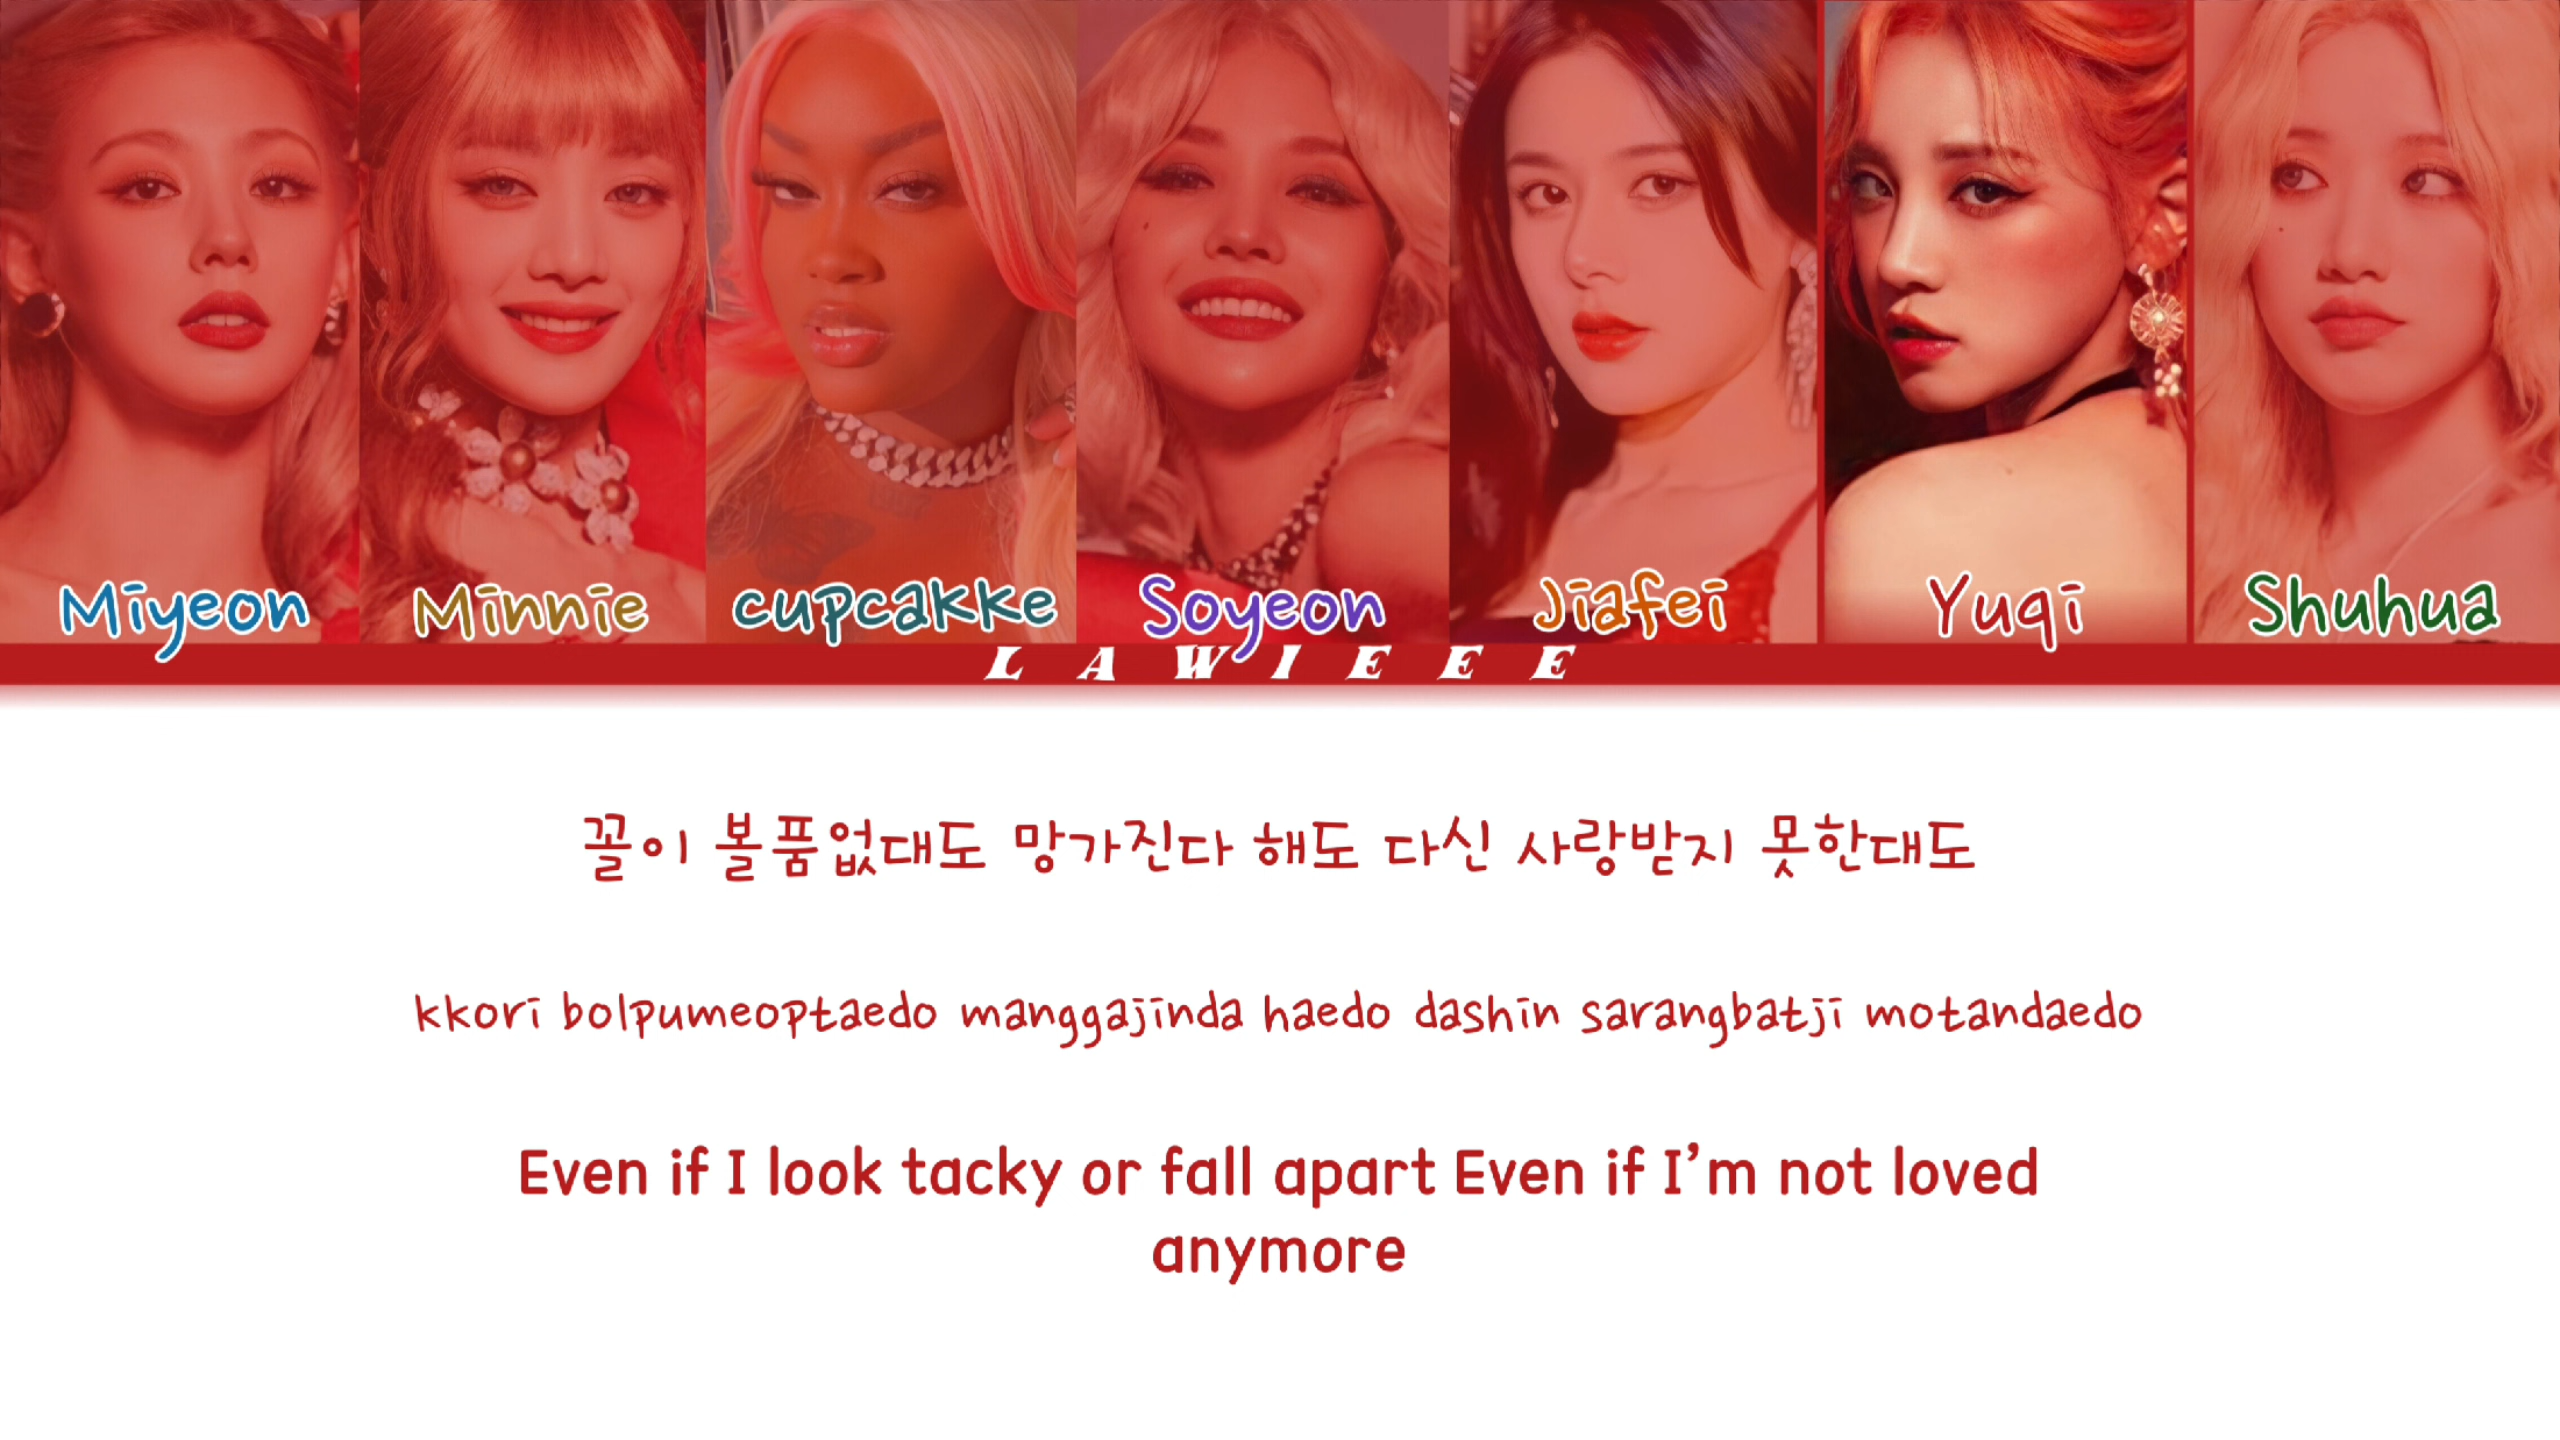 Miyeon Minnie cupcakke Soyeon Jiafei Yuqi Shuhua
LAWIEEE
꼴이 볼품없대도 망가진다 해도 다신 사랑받지 못한대도
kkori bolpumeoptaedo manggajinda haedo dashin sarangbatji motandaedo
Even if I look tacky or fall apart Even if I’m not loved
anymore